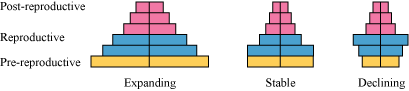 Post-reproductive
Reproductive
Pre-reproductive
Expanding
Stable
Declining